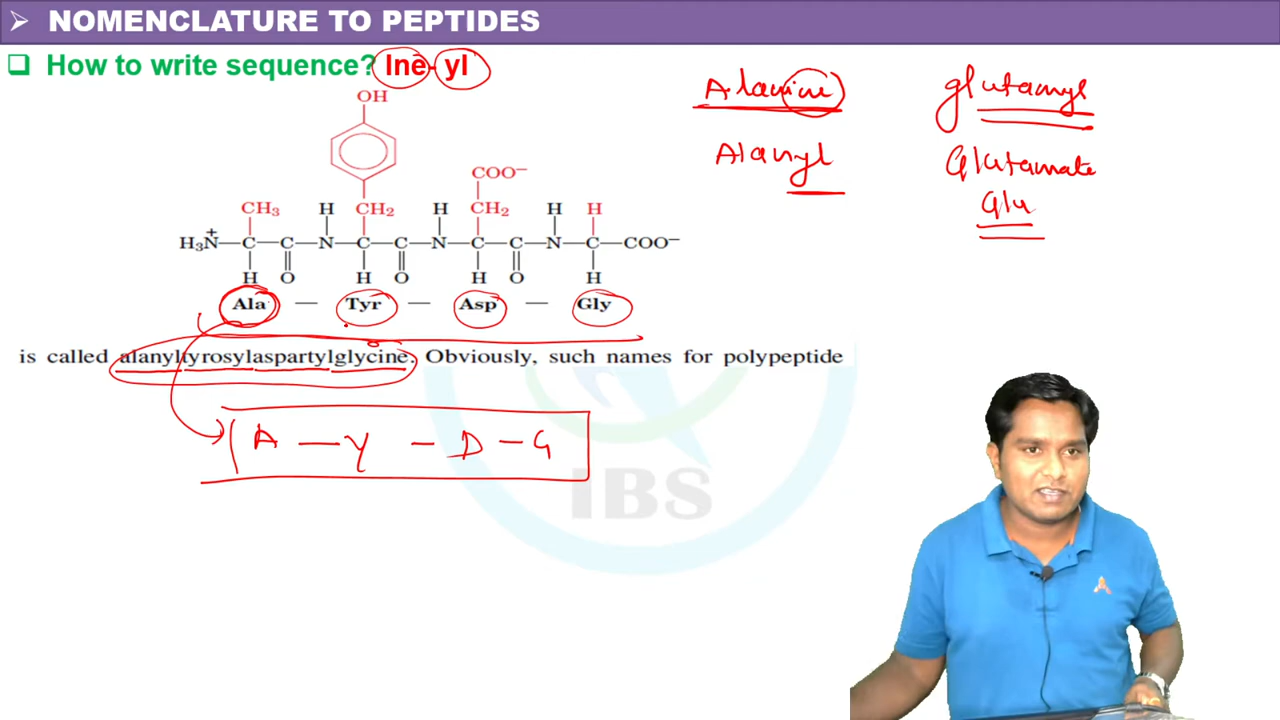 NOMENCLATURE TO PEPTIDES
How to write sequence? Ine-yl
Alanine
glutamyl
Alanyl
Glutamate
Glu
OH
COO⁻
CH₃ H CH₂ H CH₂ H H
H₃N⁺—C—C—N—C—C—N—C—C—N—C—COO⁻
H O H O H O H
Ala — Tyr — Asp — Gly
is called alanyltyrosylaspartylglycine. Obviously, such names for polypeptide
A — Y - D - G
IBS